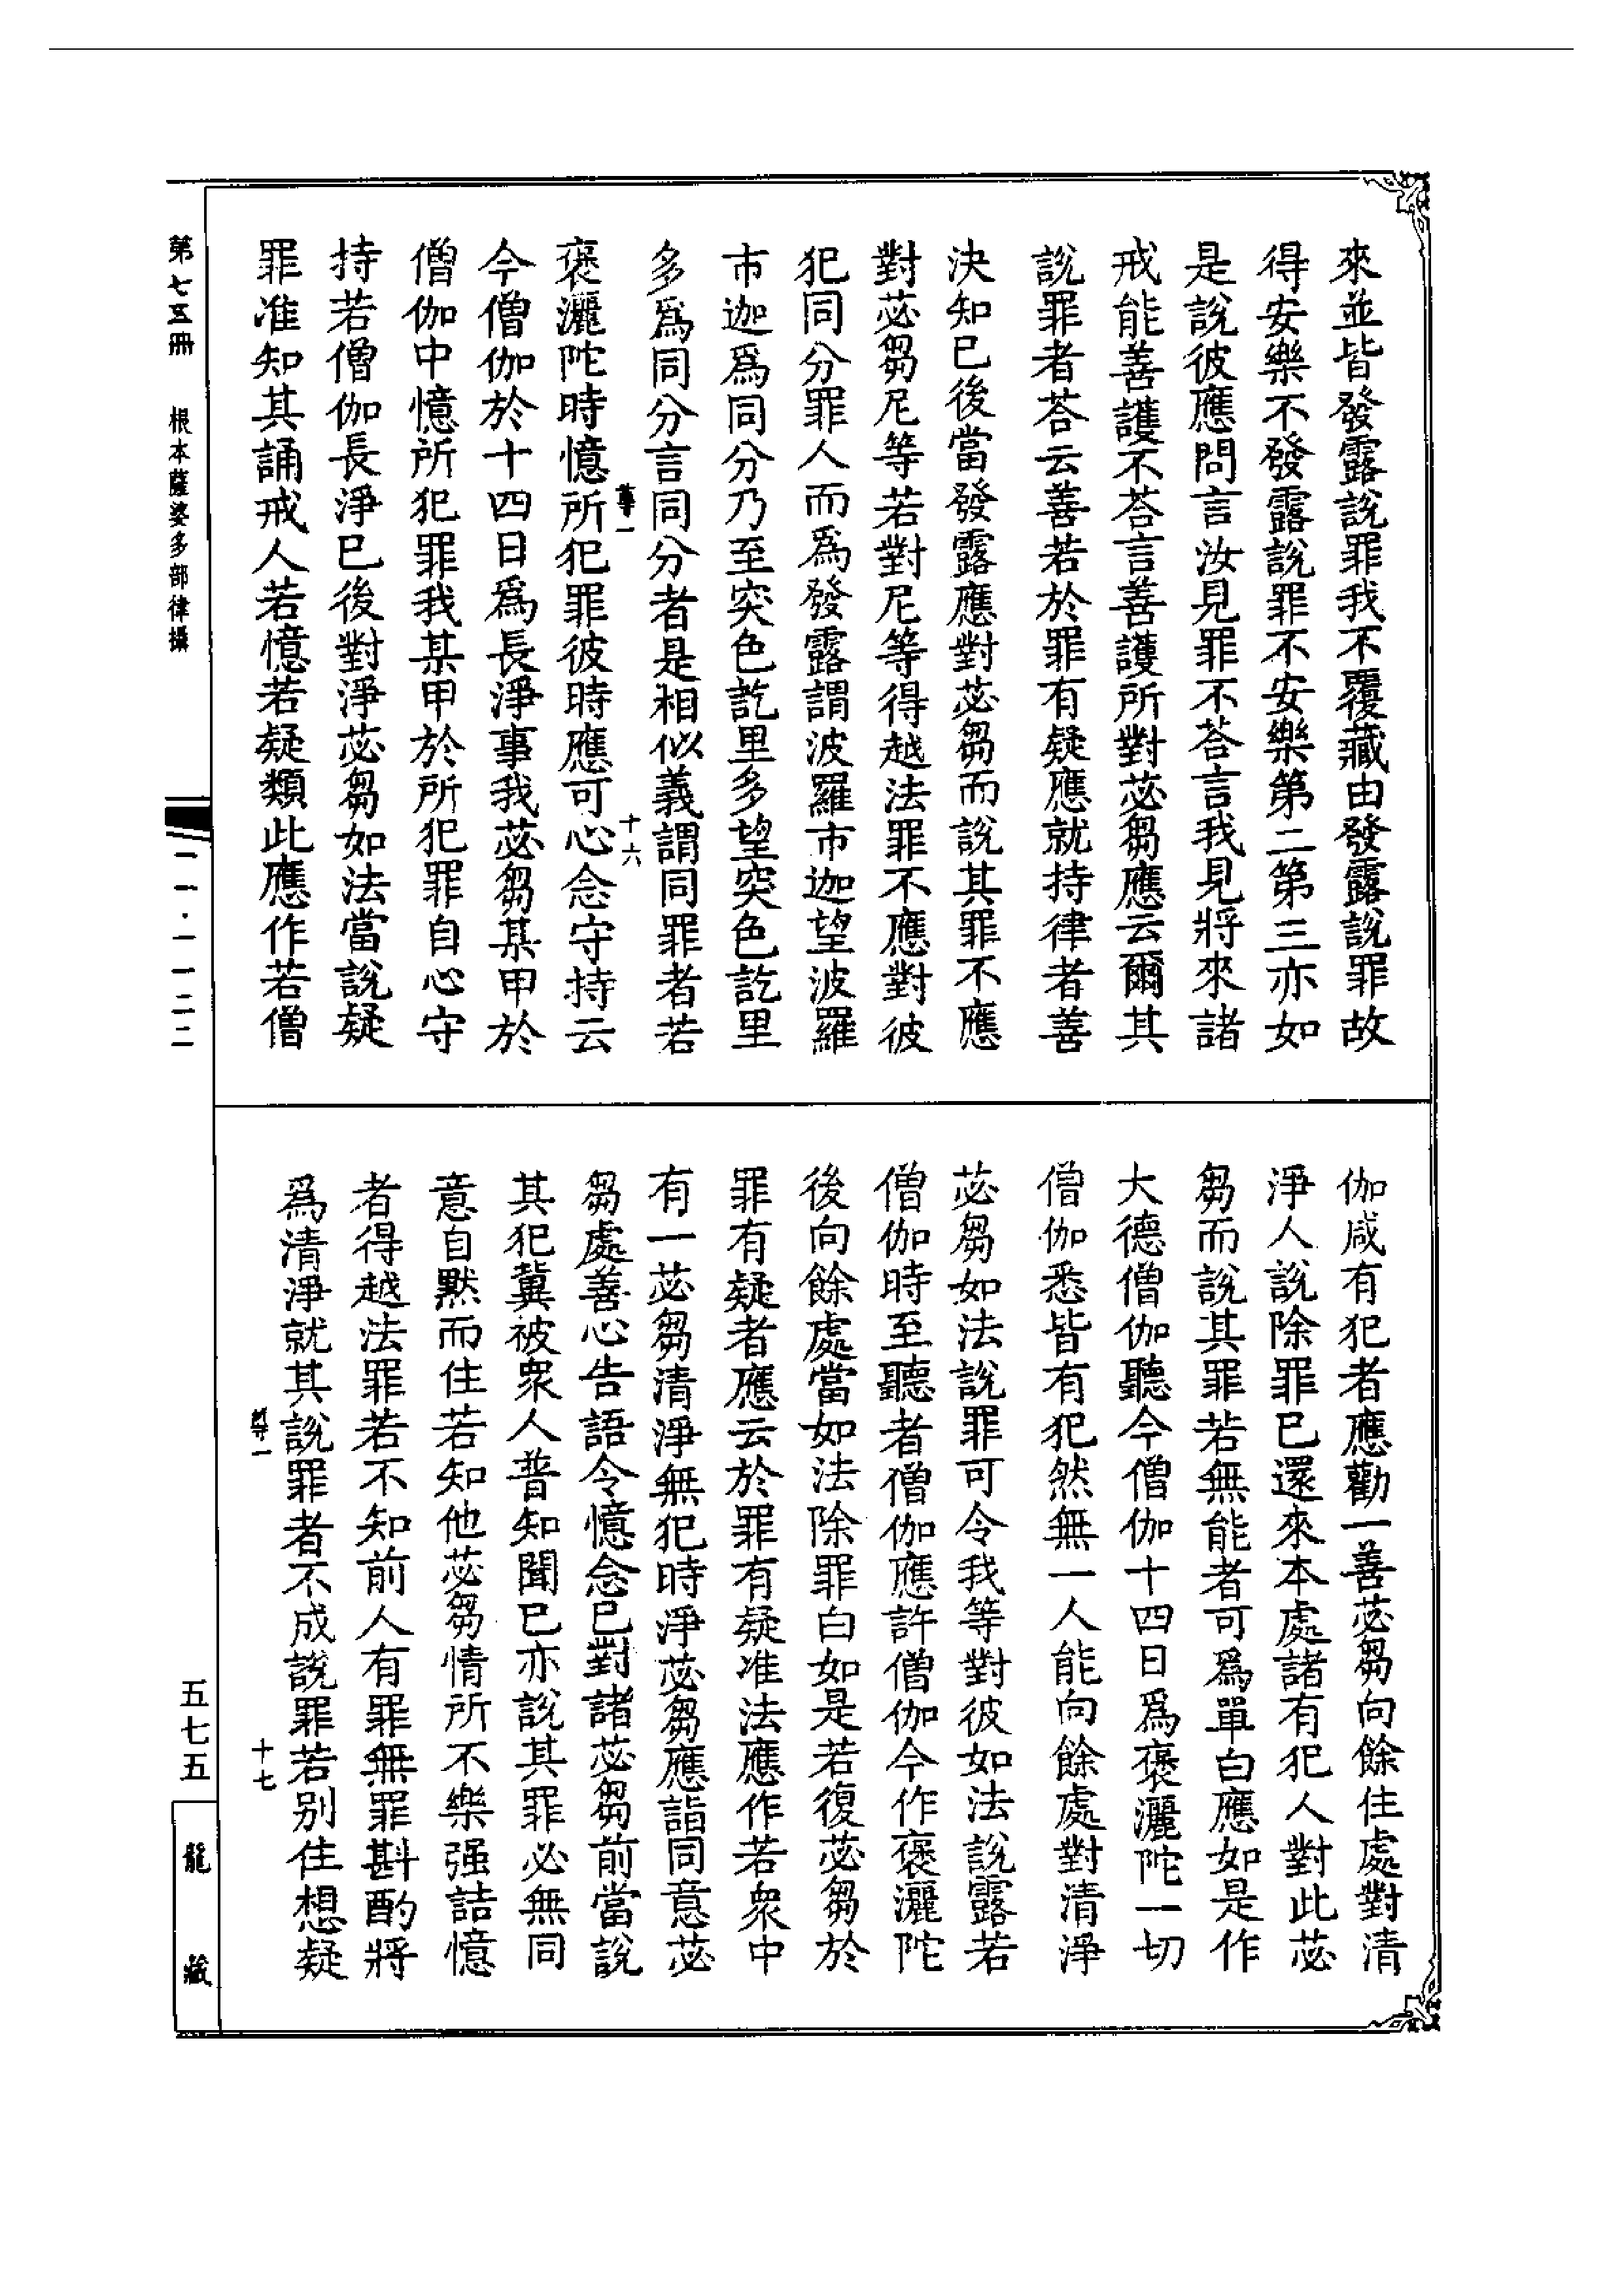 來並皆發露說罪我不覆藏由發露說罪故
得安樂不發露說罪不安樂第二第三亦如
是說彼應問言汝見罪不荅言我見將來諸
戒能善護不荅言善護所對苾芻應云爾其
說罪者荅云善若於罪有疑應就持律者善
決知已後當發露應對苾芻而說其罪不應
對苾芻尼等若對尼等得越法罪不應對彼
犯同分罪人而為發露謂波羅市迦望波羅
市迦為同分乃至突色訖里多望突色訖里
多為同分言同分者是相似義謂同罪者若
褒灑陀時憶所犯罪彼時應可心念守持云
今僧伽於十四日為長淨事我苾芻某甲於
僧伽中憶所犯罪我某甲於所犯罪自心守
持若僧伽長淨已後對淨苾芻如法當說疑
罪准知其誦戒人若憶若疑類此應作若僧
十六
伽咸有犯者應勸一善苾芻向餘住處對清
淨人說除罪已還來本處諸有犯人對此苾
芻而說其罪若無能者可為單白應如是作
大德僧伽聽今僧伽十四日為褒灑陀一切
僧伽悉皆有犯然無一人能向餘處對清淨
苾芻如法說罪可令我等對彼如法說露若
僧伽時至聽者僧伽應許僧伽今作褒灑陀
後向餘處當如法除罪白如是若復苾芻於
罪有疑者應云於罪有疑准法應作若衆中
有一苾芻清淨無犯時淨苾芻應詣同意苾
芻處善心告語令憶念已對諸苾芻前當說
其犯冀被衆人普知聞已亦說其罪必無同
意自默而住若知他苾芻情所不樂强詰憶
者得越法罪若不知前人有罪無罪斟酌將
為清淨就其說罪者不成說罪若別住想疑
十七
第七五冊
根本薩婆多部律攝
一一·一一二二
五七五
龍藏